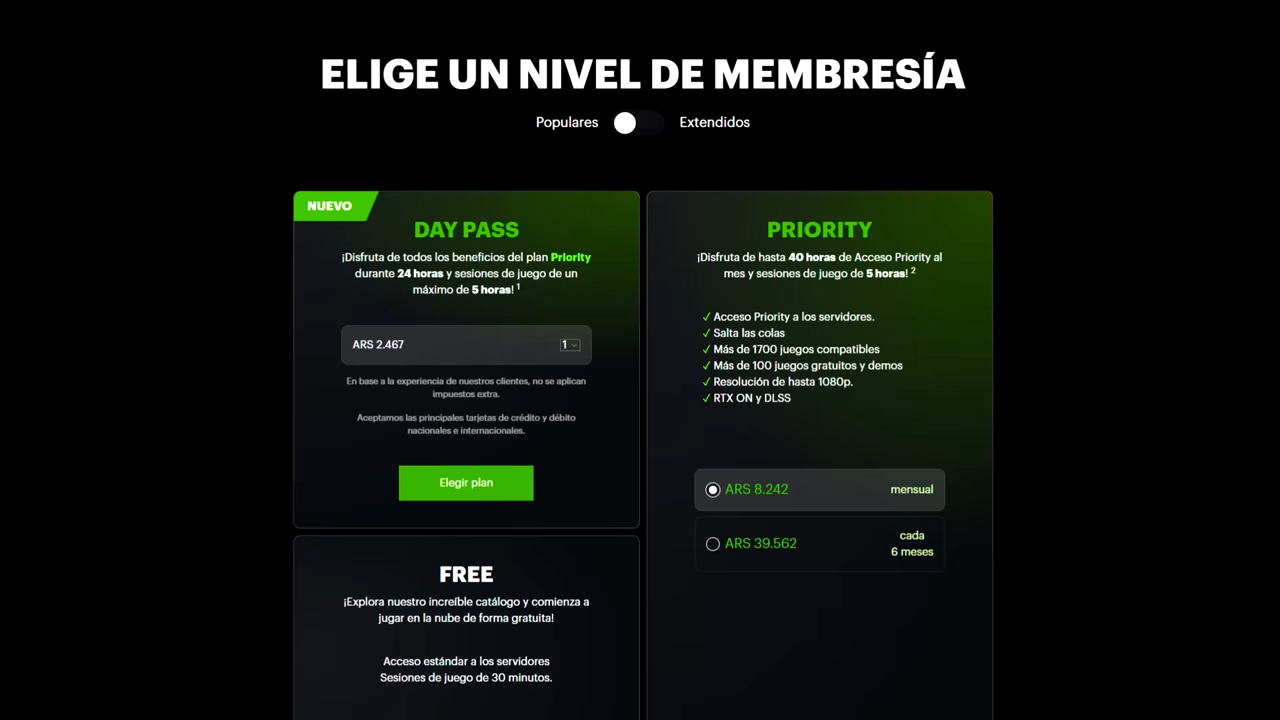 ELIGE UN NIVEL DE MEMBRESÍA
Populares
Extendidos
NUEVO
DAY PASS
¡Disfruta de todos los beneficios del plan Priority
durante 24 horas y sesiones de juego de un
máximo de 5 horas! 1
ARS 2.467
1
En base a la experiencia de nuestros clientes, no se aplican
impuestos extra.
Aceptamos las principales tarjetas de crédito y débito
nacionales e internacionales.
Elegir plan
FREE
¡Explora nuestro increíble catálogo y comienza a
jugar en la nube de forma gratuita!
Acceso estándar a los servidores
Sesiones de juego de 30 minutos.
PRIORITY
¡Disfruta de hasta 40 horas de Acceso Priority al
mes y sesiones de juego de 5 horas! 2
✓ Acceso Priority a los servidores.
✓ Salta las colas
✓ Más de 1700 juegos compatibles
✓ Más de 100 juegos gratuitos y demos
✓ Resolución de hasta 1080p.
✓ RTX ON y DLSS
ARS 8.242 mensual
ARS 39.562 cada
6 meses